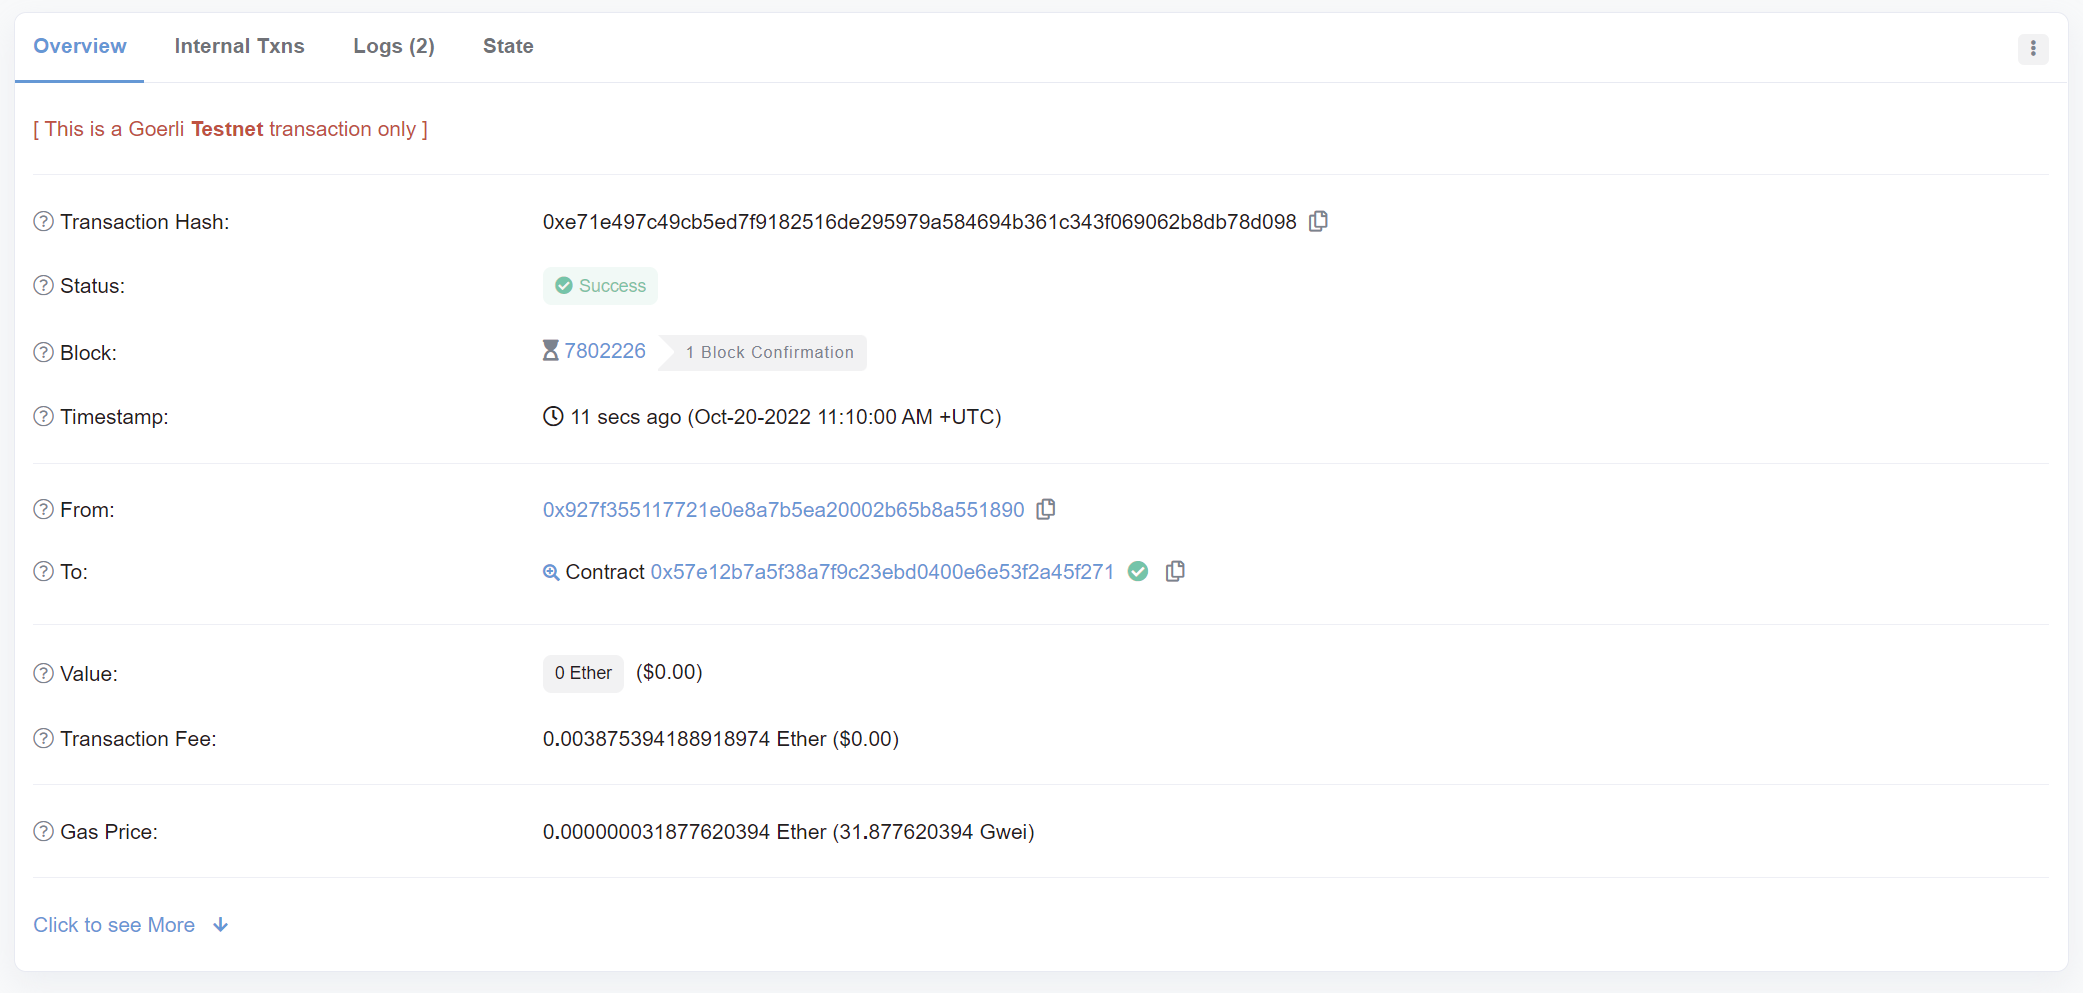 Overview Internal Txns Logs (2) State
[ This is a Goerli Testnet transaction only ]
Transaction Hash: 0xe71e497c49cb5ed7f9182516de295979a584694b361c343f069062b8db78d098
Status: Success
Block: 7802226 1 Block Confirmation
Timestamp: 11 secs ago (Oct-20-2022 11:10:00 AM +UTC)
From: 0x927f355117721e0e8a7b5ea20002b65b8a551890
To: Contract 0x57e12b7a5f38a7f9c23ebd0400e6e53f2a45f271
Value: 0 Ether ($0.00)
Transaction Fee: 0.003875394188918974 Ether ($0.00)
Gas Price: 0.000000031877620394 Ether (31.877620394 Gwei)
Click to see More